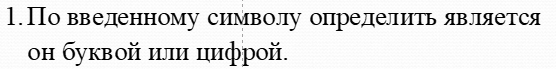 1. По введенному символу определить является
он буквой или цифрой.